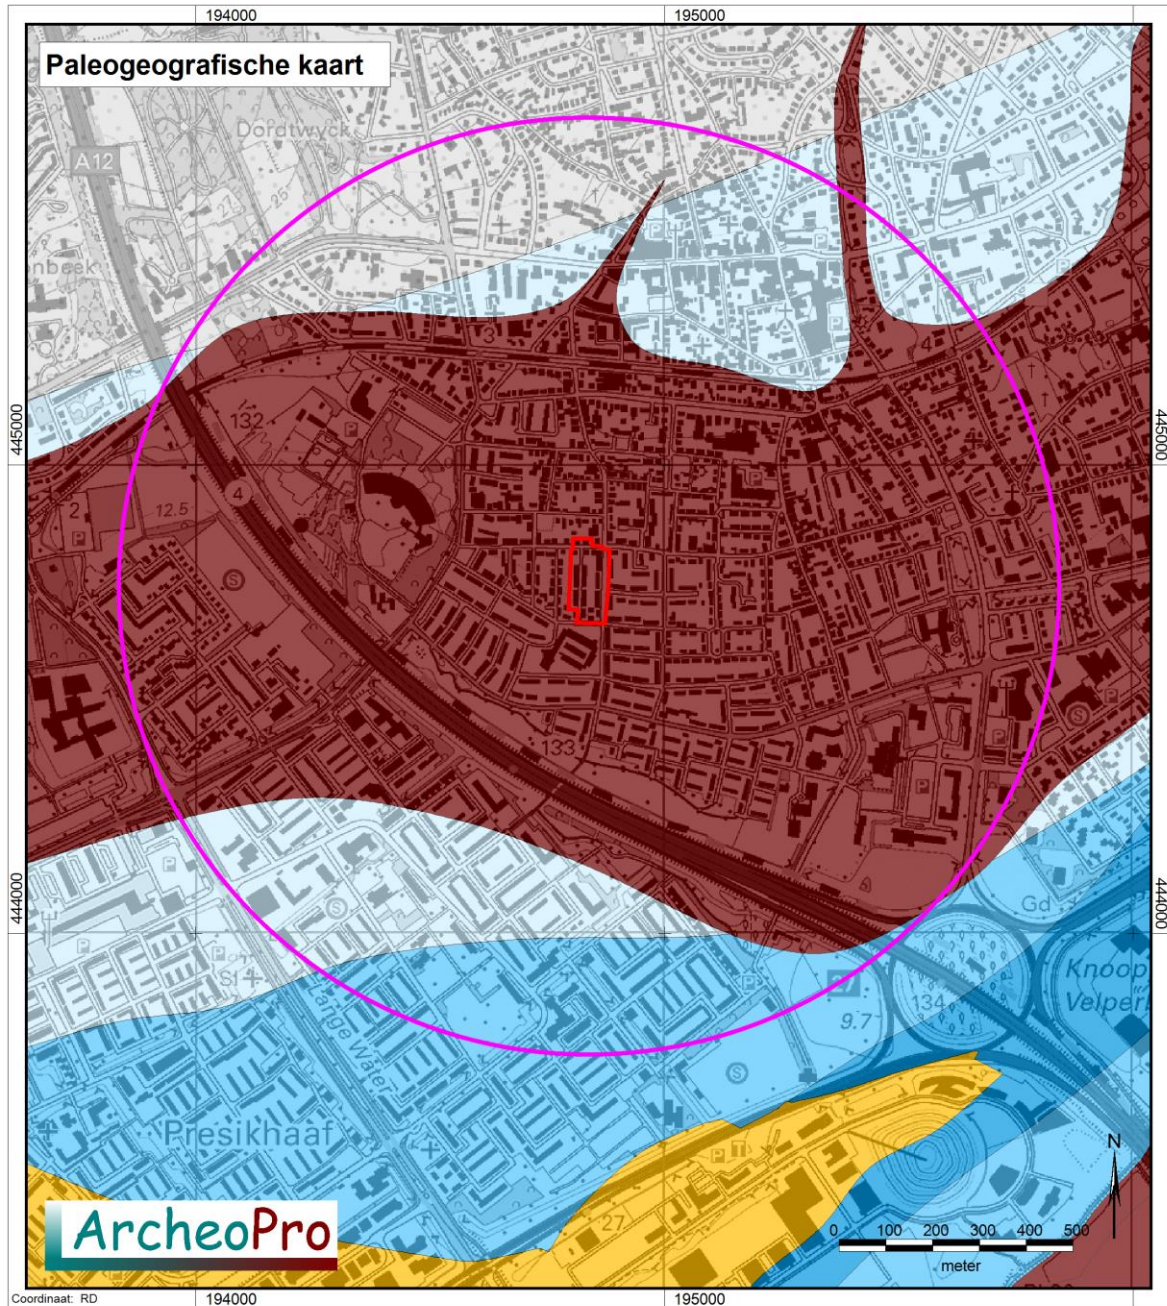 194000
195000
Paleogeografische kaart
Dordtwyck
A12
23
3
4
445000
445000
132
P
4
2
12.5
S
133
P
S
444000
444000
Gd
P
S
Knoop
Velper
134
9.7
S
Lange Water
Presikhaaf
P
T
27
N
ArcheoPro
0 100 200 300 400 500
meter
Coordinaat: RD
194000
195000